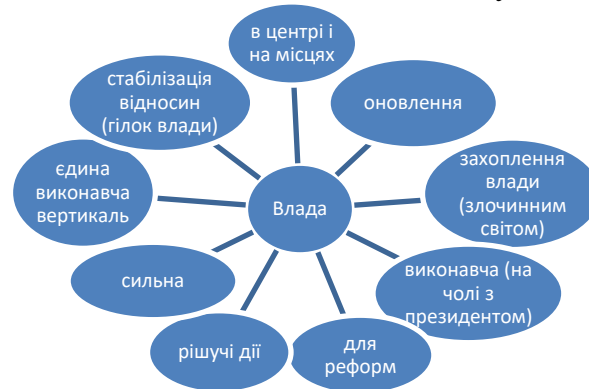 в центрі і
на місцях
оновлення
захоплення
влади
(злочинним
світом)
виконавча (на
чолі з
президентом)
для
реформ
рішучі дії
сильна
єдина
виконавча
вертикаль
стабілізація
відносин
(гілок влади)
Влада